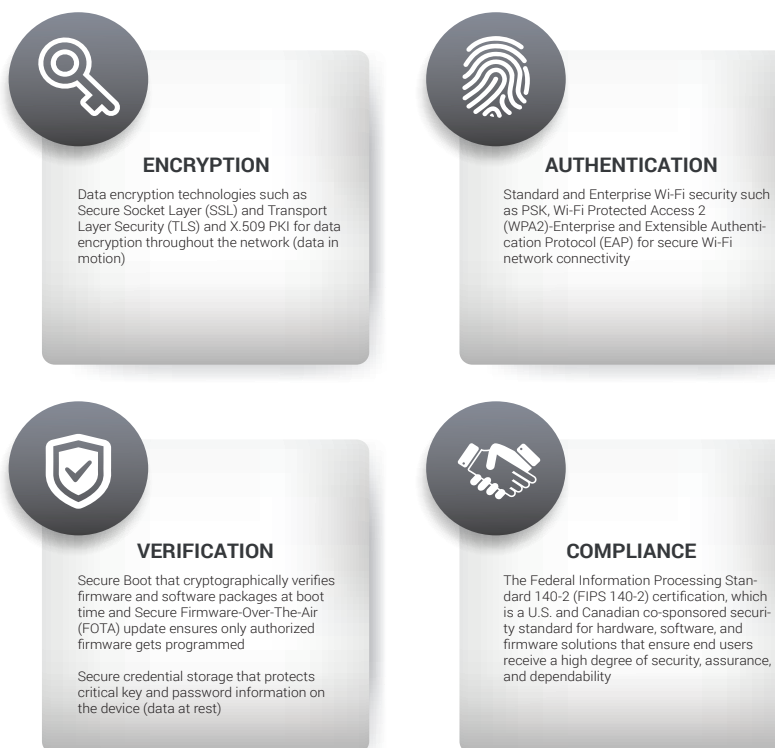 ENCRYPTION
Data encryption technologies such as
Secure Socket Layer (SSL) and Transport
Layer Security (TLS) and X.509 PKI for data
encryption throughout the network (data in
motion)
AUTHENTICATION
Standard and Enterprise Wi-Fi security such
as PSK, Wi-Fi Protected Access 2
(WPA2)-Enterprise and Extensible Authenti-
cation Protocol (EAP) for secure Wi-Fi
network connectivity
VERIFICATION
Secure Boot that cryptographically verifies
firmware and software packages at boot
time and Secure Firmware-Over-The-Air
(FOTA) update ensures only authorized
firmware gets programmed
Secure credential storage that protects
critical key and password information on
the device (data at rest)
COMPLIANCE
The Federal Information Processing Stan-
dard 140-2 (FIPS 140-2) certification, which
is a U.S. and Canadian co-sponsored securi-
ty standard for hardware, software, and
firmware solutions that ensure end users
receive a high degree of security, assurance,
and dependability